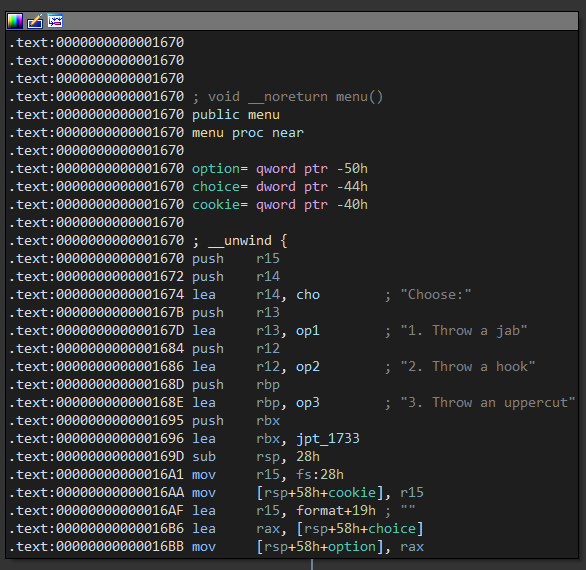 .text:0000000000001670
.text:0000000000001670
.text:0000000000001670
.text:0000000000001670 ; void __noreturn menu()
.text:0000000000001670 public menu
.text:0000000000001670 menu proc near
.text:0000000000001670
.text:0000000000001670 option= qword ptr -50h
.text:0000000000001670 choice= dword ptr -44h
.text:0000000000001670 cookie= qword ptr -40h
.text:0000000000001670
.text:0000000000001670 ; __unwind {
.text:0000000000001670 push r15
.text:0000000000001672 push r14
.text:0000000000001674 lea r14, cho ; "Choose:"
.text:000000000000167B push r13
.text:000000000000167D lea r13, op1 ; "1. Throw a jab"
.text:0000000000001684 push r12
.text:0000000000001686 lea r12, op2 ; "2. Throw a hook"
.text:000000000000168D push rbp
.text:000000000000168E lea rbp, op3 ; "3. Throw an uppercut"
.text:0000000000001695 push rbx
.text:0000000000001696 lea rbx, jpt_1733
.text:000000000000169D sub rsp, 28h
.text:00000000000016A1 mov r15, fs:28h
.text:00000000000016AA mov [rsp+58h+cookie], r15
.text:00000000000016AF lea r15, format+19h ; ""
.text:00000000000016B6 lea rax, [rsp+58h+choice]
.text:00000000000016BB mov [rsp+58h+option], rax